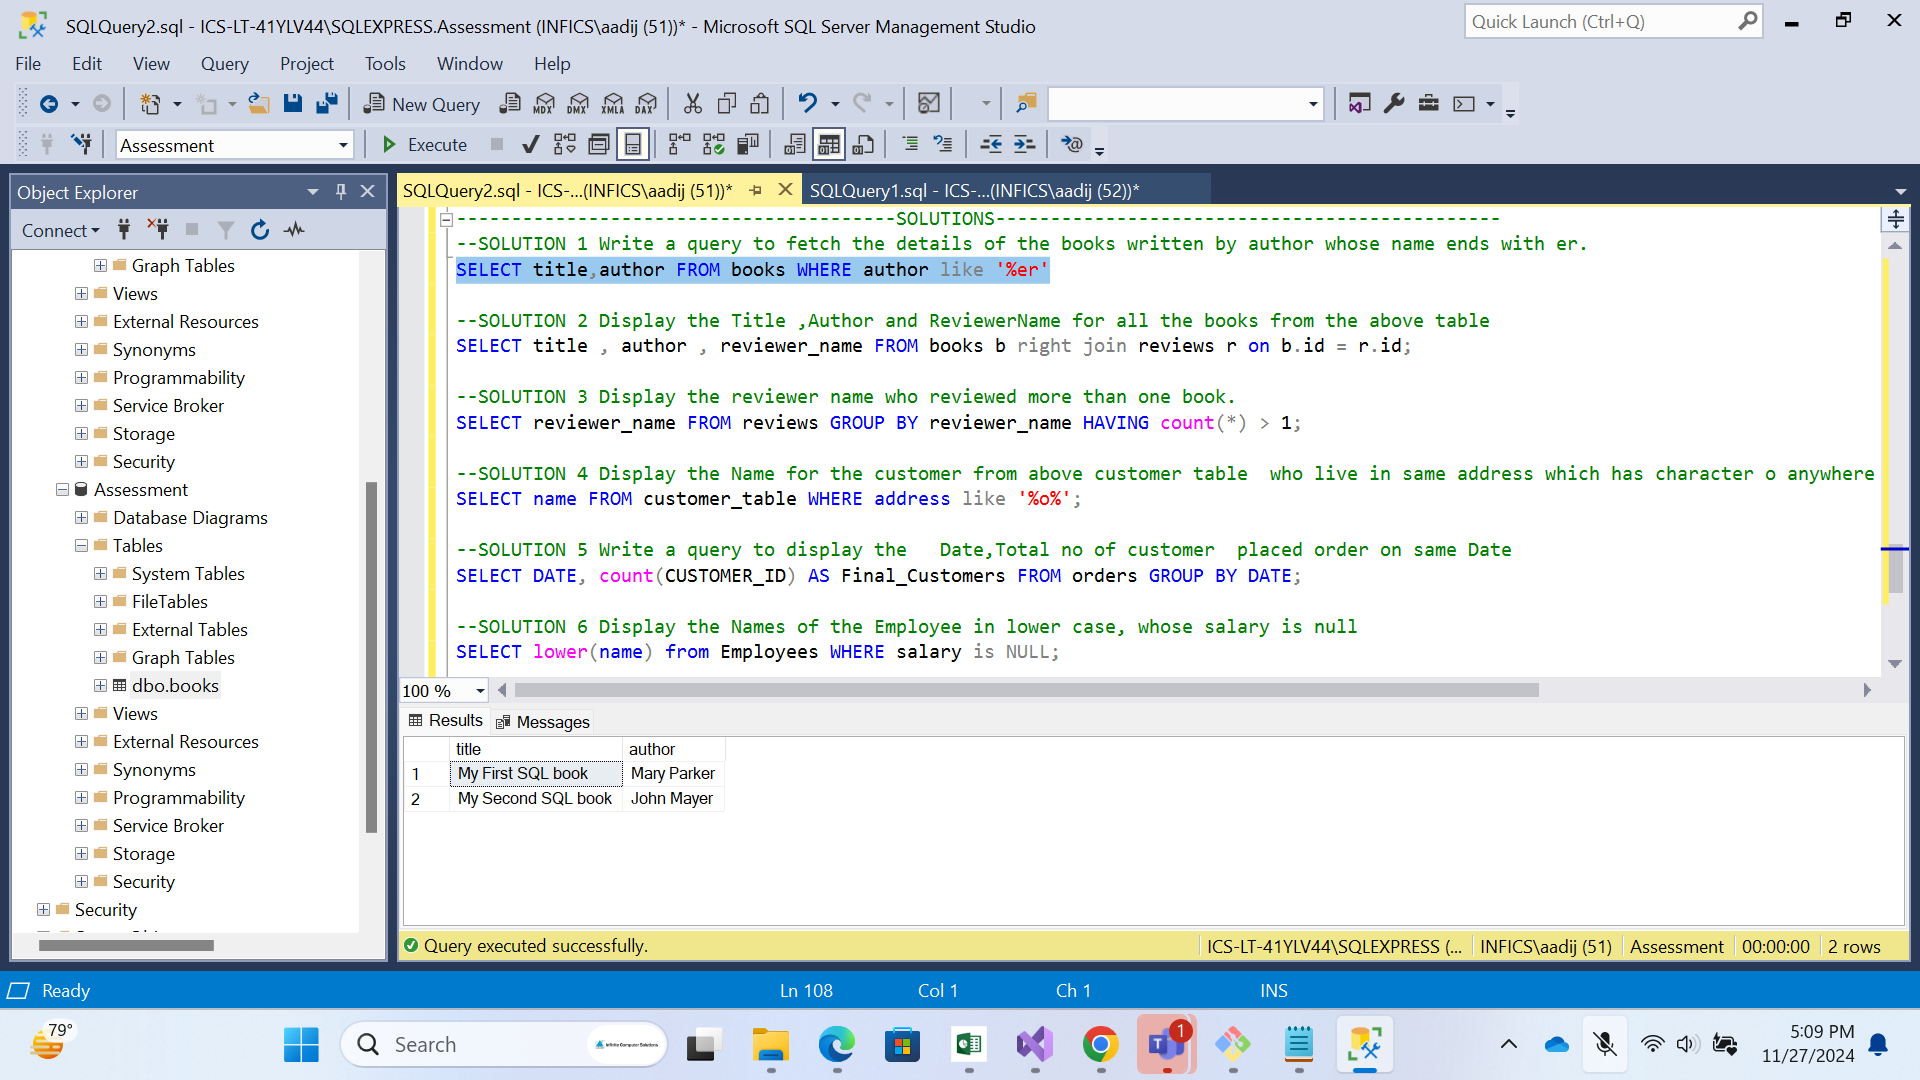 SQLQuery2.sql - ICS-LT-41YLV44\SQLEXPRESS.Assessment (INFICS\aadij (51))* - Microsoft SQL Server Management Studio
Quick Launch (Ctrl+Q)
File Edit View Query Project Tools Window Help
New Query MDX DMX XMLA DAX
Assessment Execute
Object Explorer
SQLQuery2.sql - ICS-...(INFICS\aadij (51))* SQLQuery1.sql - ICS-...(INFICS\aadij (52))*
Connect
Graph Tables
Views
External Resources
Synonyms
Programmability
Service Broker
Storage
Security
Assessment
Database Diagrams
Tables
System Tables
FileTables
External Tables
Graph Tables
dbo.books
Views
External Resources
Synonyms
Programmability
Service Broker
Storage
Security
Security
----------------------------------------SOLUTIONS----------------------------------------------
--SOLUTION 1 Write a query to fetch the details of the books written by author whose name ends with er.
SELECT title,author FROM books WHERE author like '%er'
--SOLUTION 2 Display the Title ,Author and ReviewerName for all the books from the above table
SELECT title , author , reviewer_name FROM books b right join reviews r on b.id = r.id;
--SOLUTION 3 Display the reviewer name who reviewed more than one book.
SELECT reviewer_name FROM reviews GROUP BY reviewer_name HAVING count(*) > 1;
--SOLUTION 4 Display the Name for the customer from above customer table  who live in same address which has character o anywhere
SELECT name FROM customer_table WHERE address like '%o%';
--SOLUTION 5 Write a query to display the   Date,Total no of customer  placed order on same Date
SELECT DATE, count(CUSTOMER_ID) AS Final_Customers FROM orders GROUP BY DATE;
--SOLUTION 6 Display the Names of the Employee in lower case, whose salary is null
SELECT lower(name) from Employees WHERE salary is NULL;
100 %
Results Messages
title author
1 My First SQL book Mary Parker
2 My Second SQL book John Mayer
Query executed successfully. ICS-LT-41YLV44\SQLEXPRESS (... INFICS\aadij (51) Assessment 00:00:00 2 rows
Ready Ln 108 Col 1 Ch 1 INS
79°
Search
Infinite Computer Solutions
1
5:09 PM
11/27/2024